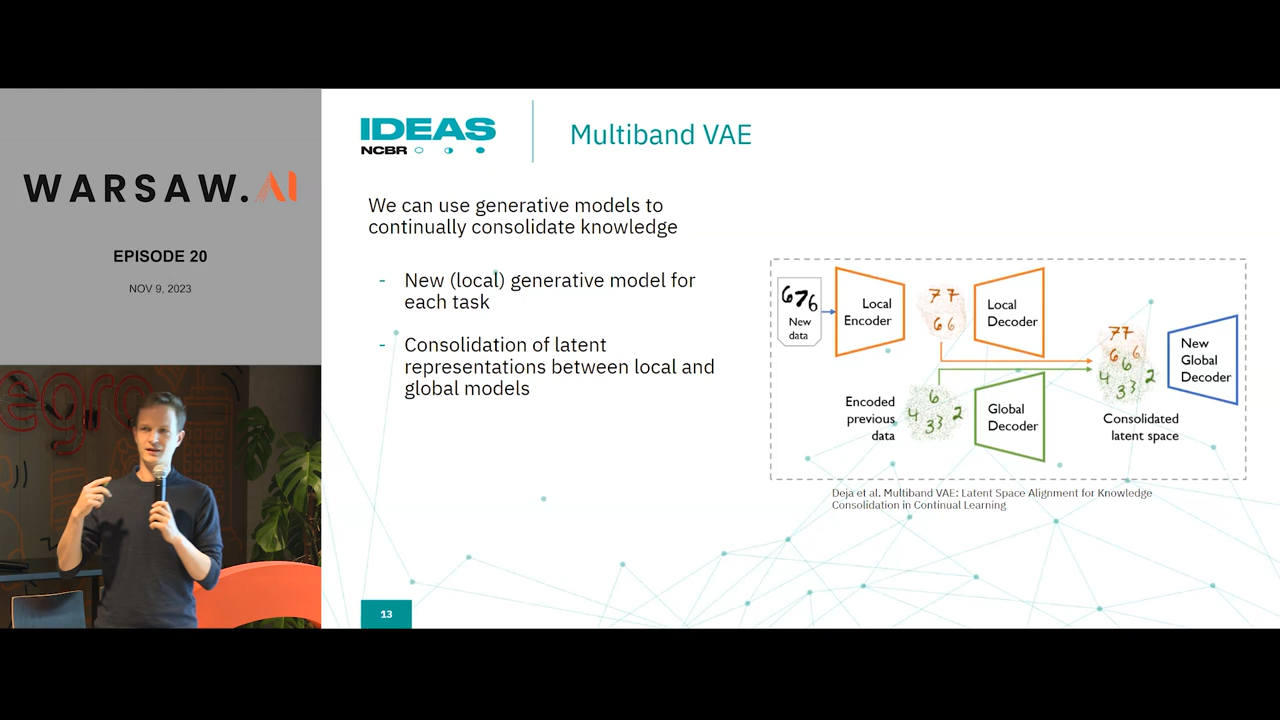 WARSAW.AI
EPISODE 20
NOV 9, 2023
egro
IDEAS
NCBR
Multiband VAE
We can use generative models to
continually consolidate knowledge
- New (local) generative model for
each task
- Consolidation of latent
representations between local and
global models
676
New
data
Local
Encoder
77
66
Local
Decoder
Encoded
previous
data
6
4 2
33
Global
Decoder
77
6 6
6
4 2
33
Consolidated
latent space
New
Global
Decoder
Deja et al. Multiband VAE: Latent Space Alignment for Knowledge
Consolidation in Continual Learning
13